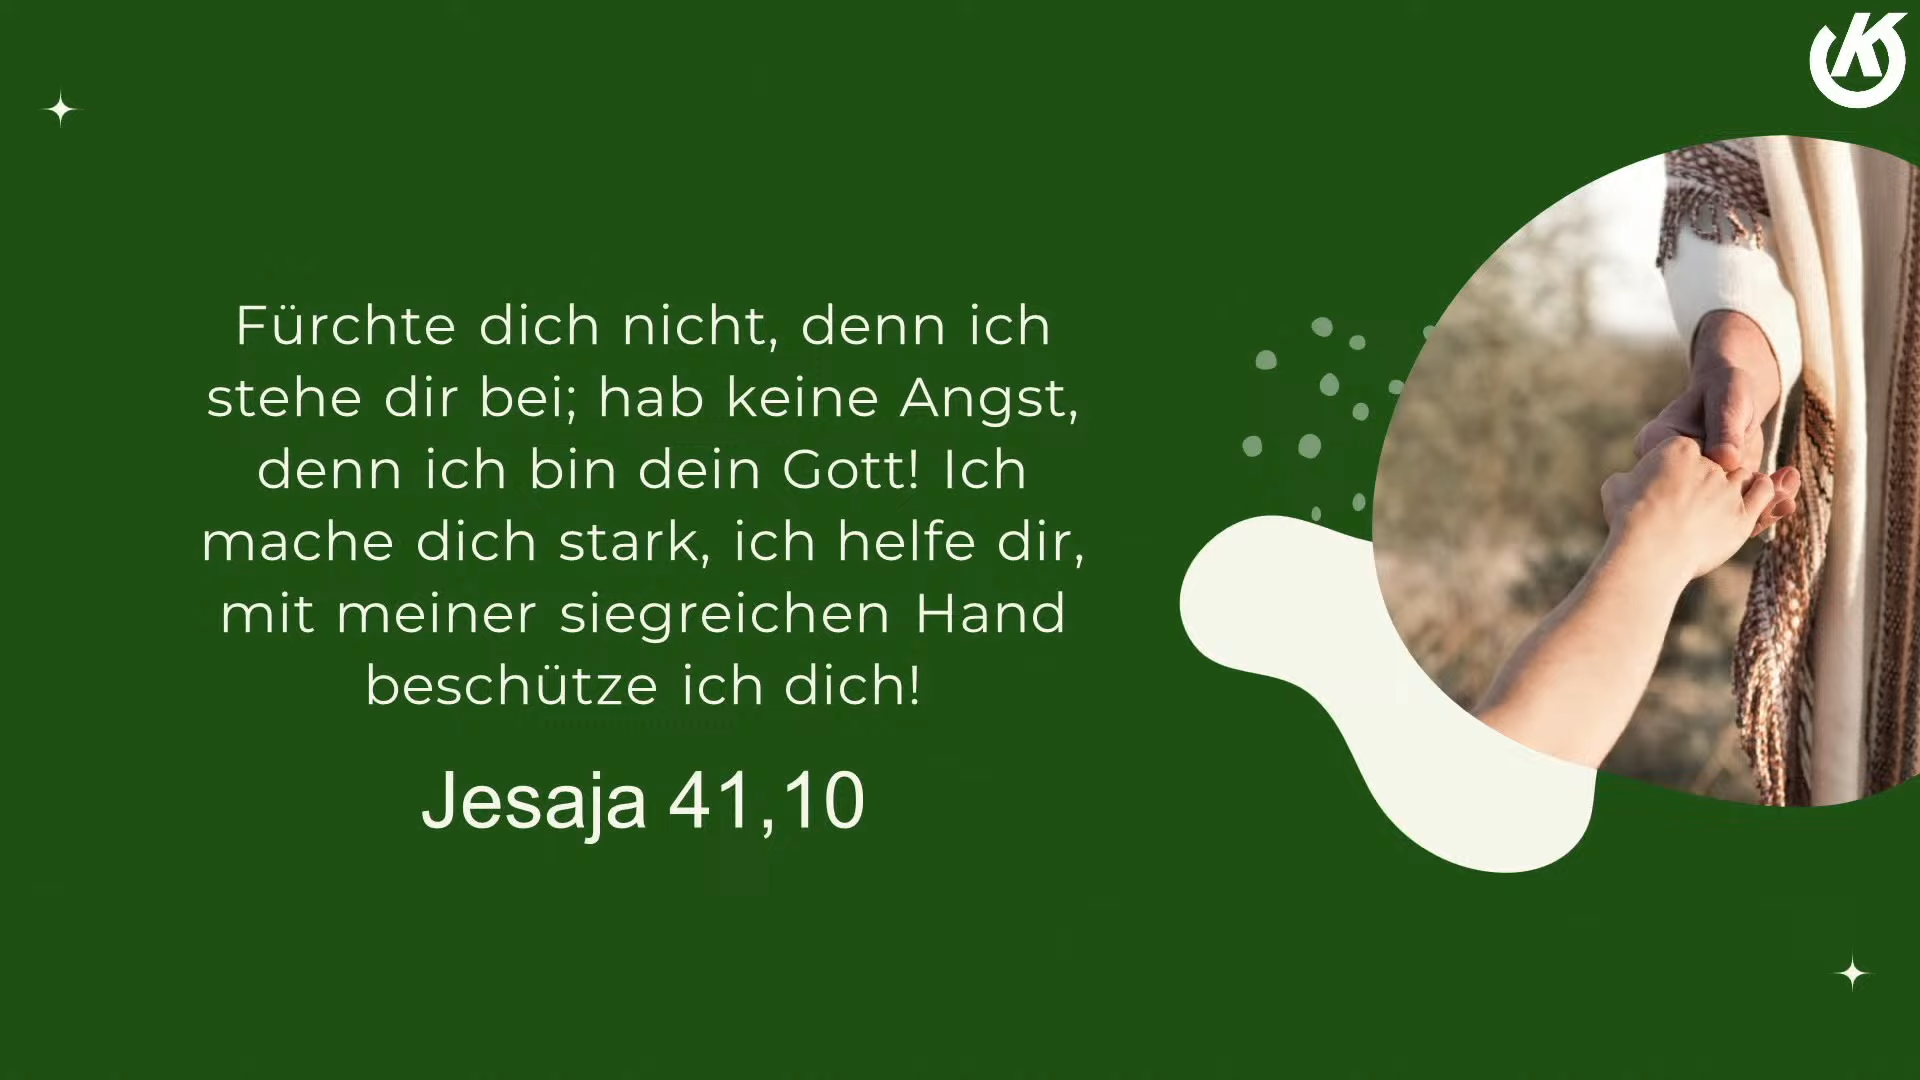 Fürchte dich nicht, denn ich
stehe dir bei; hab keine Angst,
denn ich bin dein Gott! Ich
mache dich stark, ich helfe dir,
mit meiner siegreichen Hand
beschütze ich dich!
Jesaja 41,10
K